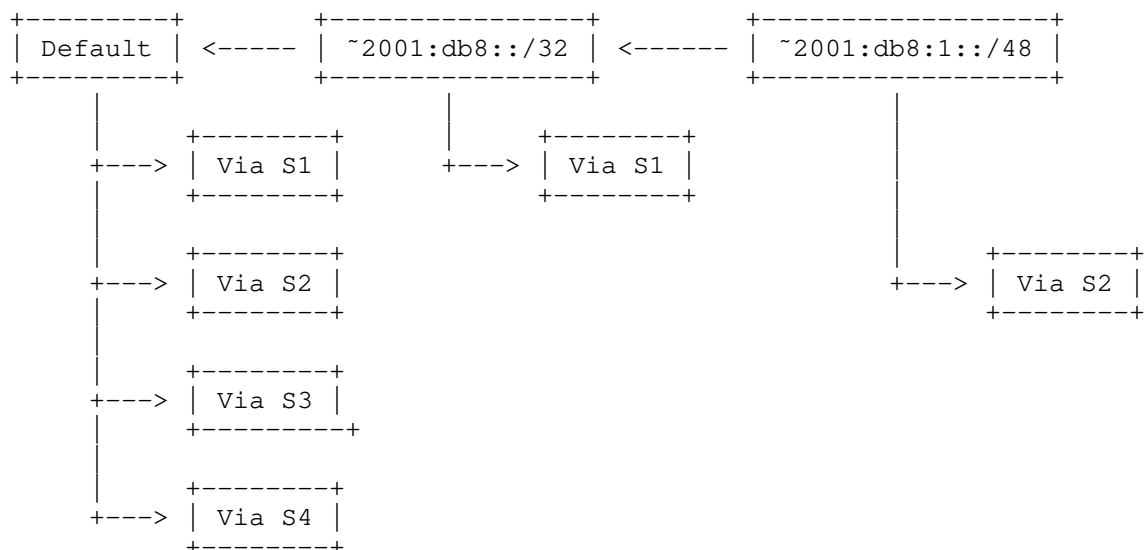 Default <----- ~2001:db8::/32 <------ ~2001:db8:1::/48
+---> Via S1 +---> Via S1
+---> Via S2 +---> Via S2
+---> Via S3
+---> Via S4